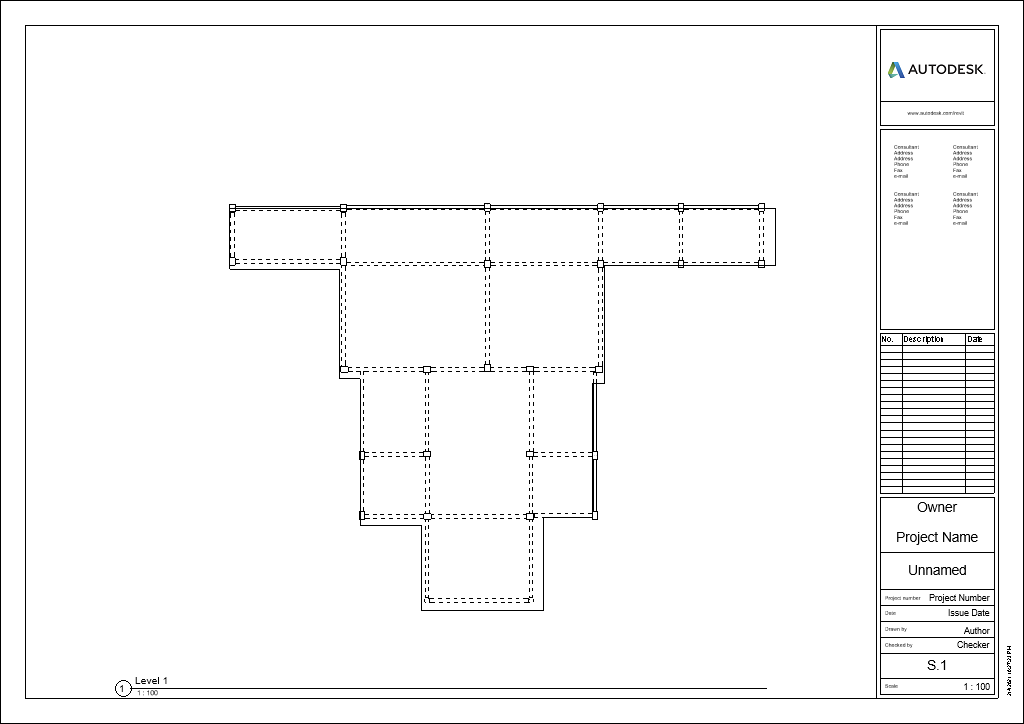 AUTODESK
www.autodesk.com/revit
Consultant
Address
Address
Phone
Fax
e-mail
Consultant
Address
Address
Phone
Fax
e-mail
Consultant
Address
Address
Phone
Fax
e-mail
Consultant
Address
Address
Phone
Fax
e-mail
No. Description Date
Owner
Project Name
Unnamed
Project number Project Number
Date Issue Date
Drawn by Author
Checked by Checker
S.1
Scale 1 : 100
1 Level 1
1 : 100